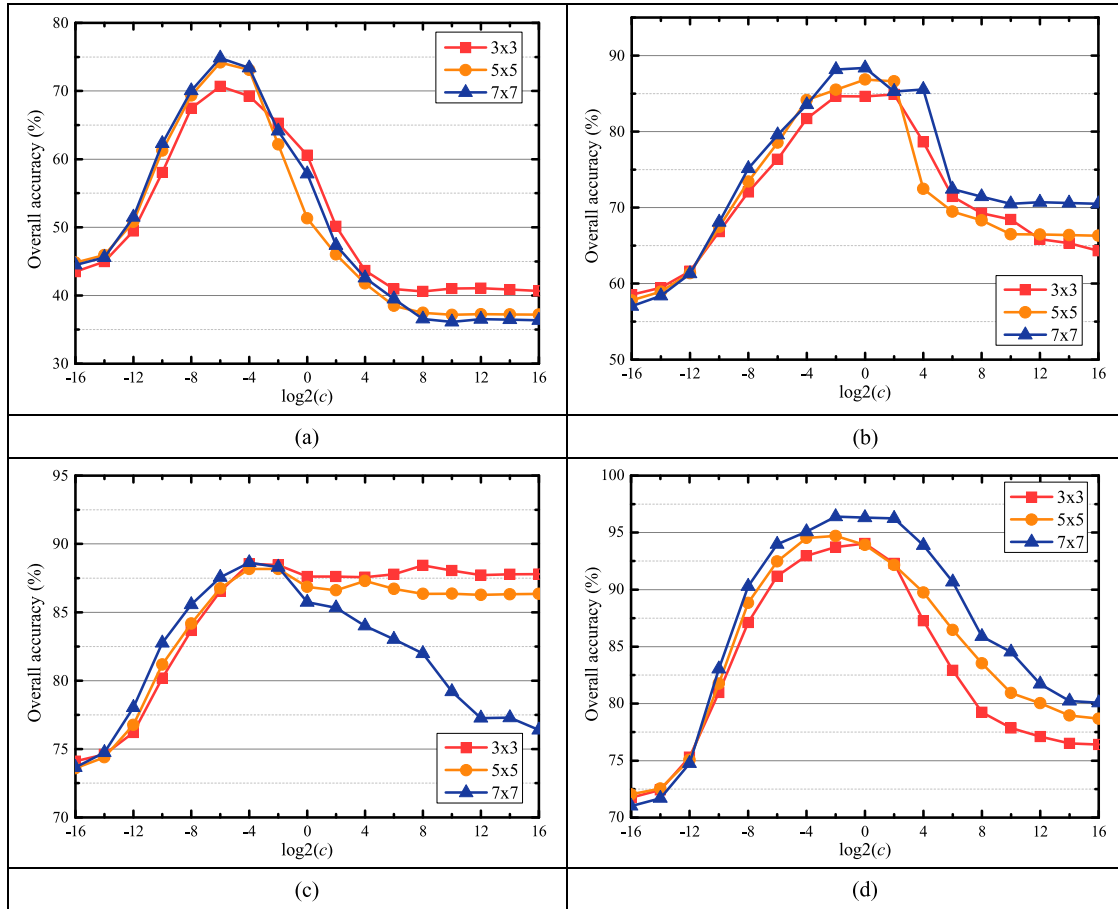 80
70
60
50
40
30
Overall accuracy (%)
3x3
5x5
7x7
-16 -12 -8 -4 0 4 8 12 16
log2(c)
(a)
90
80
70
60
50
Overall accuracy (%)
3x3
5x5
7x7
-16 -12 -8 -4 0 4 8 12 16
log2(c)
(b)
95
90
85
80
75
70
Overall accuracy (%)
3x3
5x5
7x7
-16 -12 -8 -4 0 4 8 12 16
log2(c)
(c)
100
95
90
85
80
75
70
Overall accuracy (%)
3x3
5x5
7x7
-16 -12 -8 -4 0 4 8 12 16
log2(c)
(d)